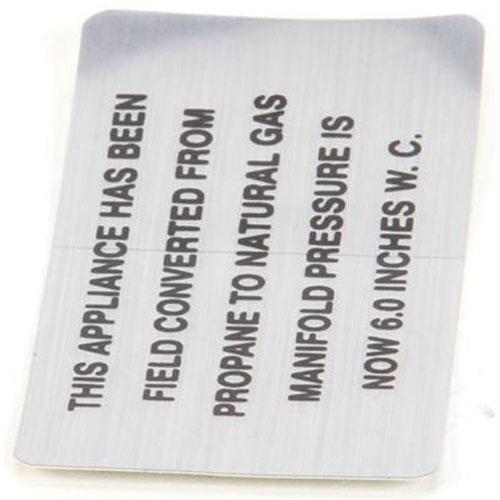 THIS APPLIANCE HAS BEEN
FIELD CONVERTED FROM
PROPANE TO NATURAL GAS
MANIFOLD PRESSURE IS
NOW 6.0 INCHES W. C.